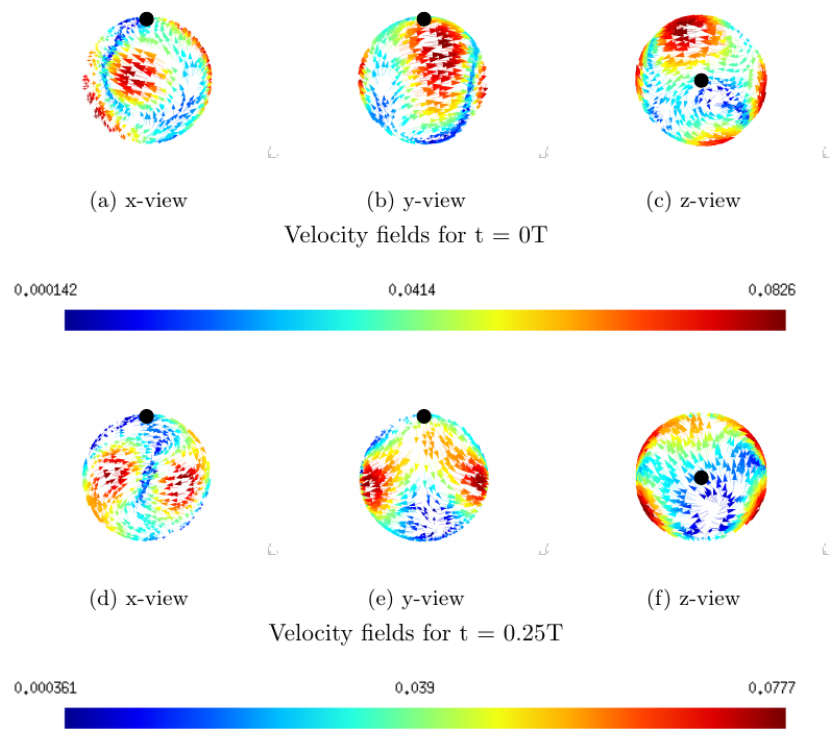 (a) x-view (b) y-view (c) z-view
Velocity fields for t = 0T
0.000142 0.0414 0.0826
(d) x-view (e) y-view (f) z-view
Velocity fields for t = 0.25T
0.000361 0.039 0.0777